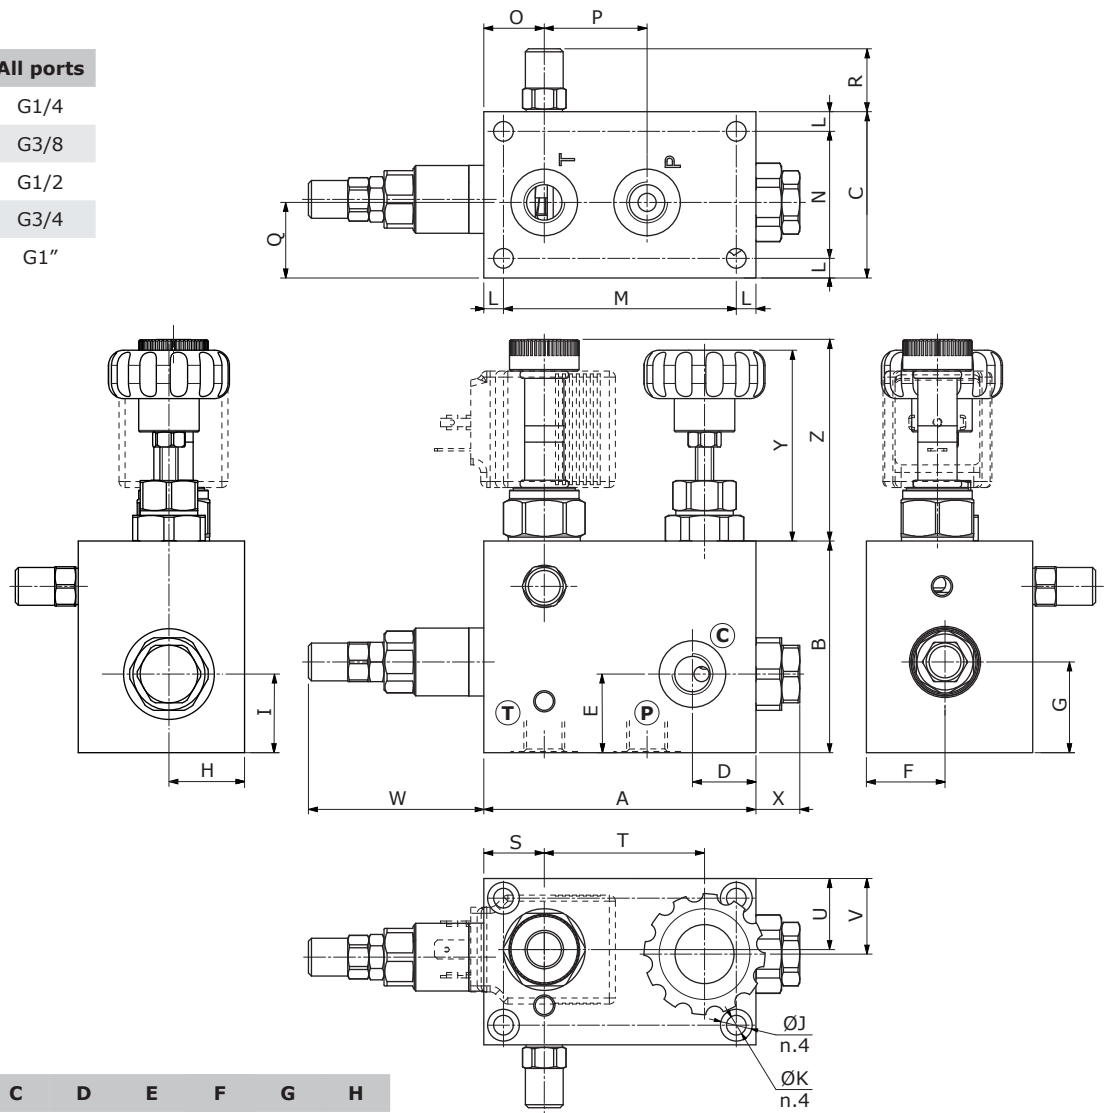 O P
All ports
G1/4
G3/8
G1/2
G3/4
G1”
R
L
T P
N C
Q
L
L M L
Y Z
C
B
T P
E
I
G
H D F
W A X
S T
U V
ØJ
n.4
ØK
n.4
C D E F G H